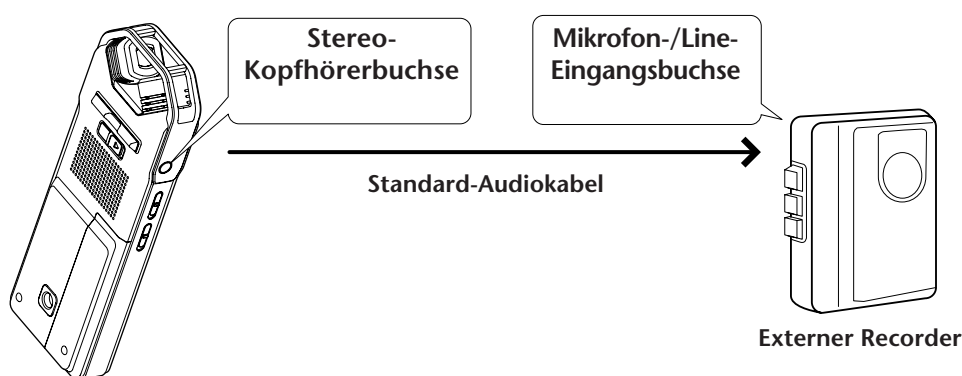 Stereo-
Kopfhörerbuchse
Mikrofon-/Line-
Eingangsbuchse
Standard-Audiokabel
Externer Recorder